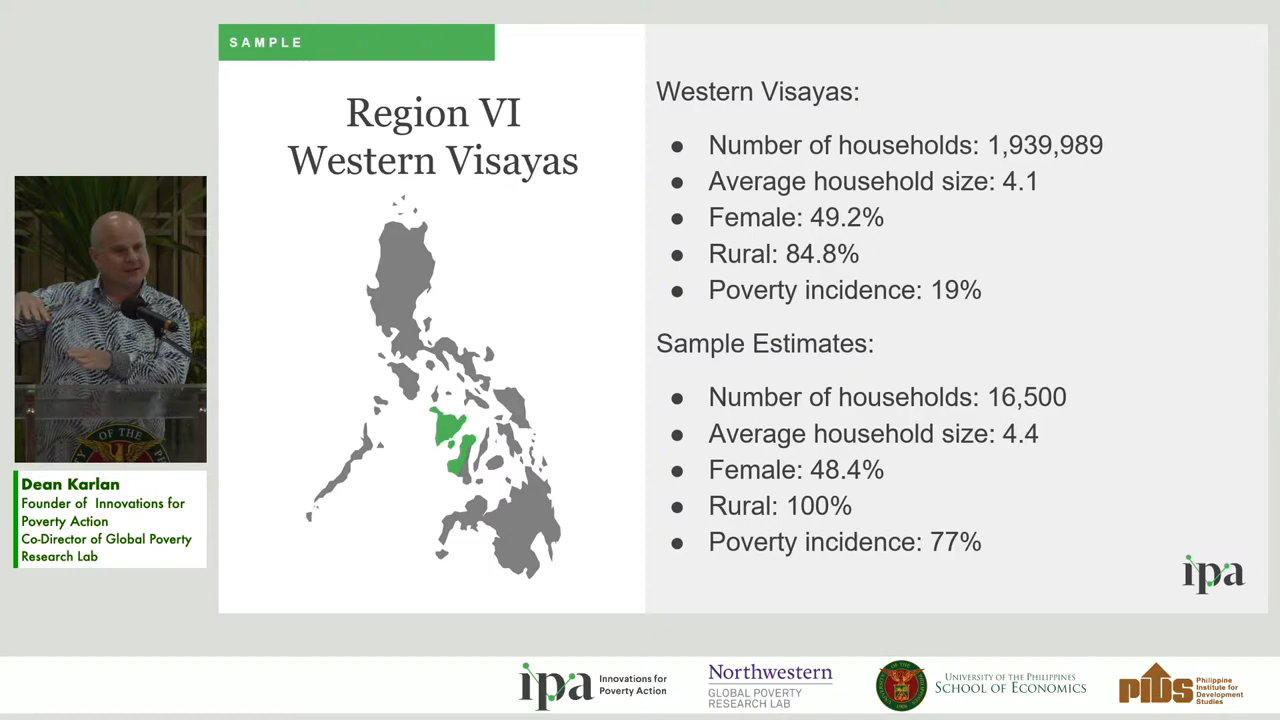 SAMPLE
Region VI
Western Visayas
Western Visayas:
● Number of households: 1,939,989
● Average household size: 4.1
● Female: 49.2%
● Rural: 84.8%
● Poverty incidence: 19%
Sample Estimates:
● Number of households: 16,500
● Average household size: 4.4
● Female: 48.4%
● Rural: 100%
● Poverty incidence: 77%
ipa
OF THE
Dean Karlan
Founder of Innovations for
Poverty Action
Co-Director of Global Poverty
Research Lab
ipa
Innovations for
Poverty Action
Northwestern
GLOBAL POVERTY
RESEARCH LAB
UNIVERSITY OF THE PHILIPPINES
SCHOOL OF ECONOMICS
PIDS
Philippine
Institute for
Development
Studies